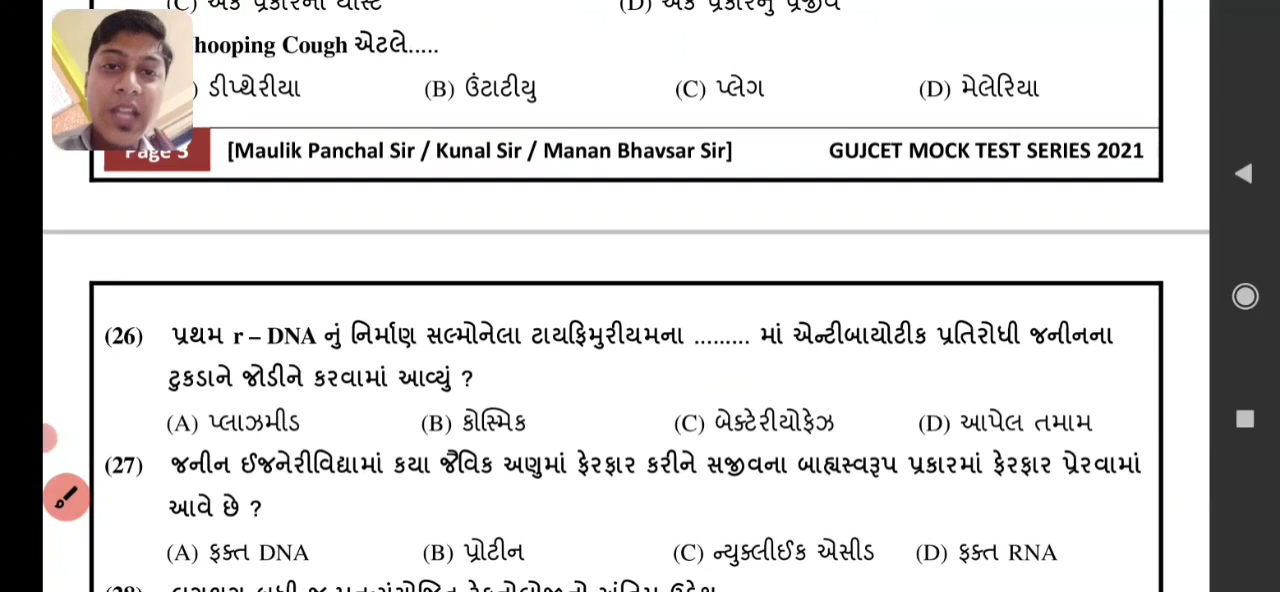 hooping Cough એટલે.....
) ડીપ્થેરીયા (B) ઉંટાટીયુ (C) પ્લેગ (D) મેલેરિયા
Page 3 [Maulik Panchal Sir / Kunal Sir / Manan Bhavsar Sir] GUJCET MOCK TEST SERIES 2021
(26) પ્રથમ r – DNA નું નિર્માણ સલ્મોનેલા ટાયફિમુરીયમના ......... માં એન્ટીબાયોટીક પ્રતિરોધી જનીનના
ટુકડાને જોડીને કરવામાં આવ્યું ?
(A) પ્લાઝમીડ (B) કોસ્મિક (C) બેક્ટેરીયોફેઝ (D) આપેલ તમામ
(27) જનીન ઈજનેરીવિદ્યામાં કયા જૈવિક અણુમાં ફેરફાર કરીને સજીવના બાહ્યસ્વરૂપ પ્રકારમાં ફેરફાર પ્રેરવામાં
આવે છે ?
(A) ફક્ત DNA (B) પ્રોટીન (C) ન્યુક્લીઈક એસીડ (D) ફક્ત RNA